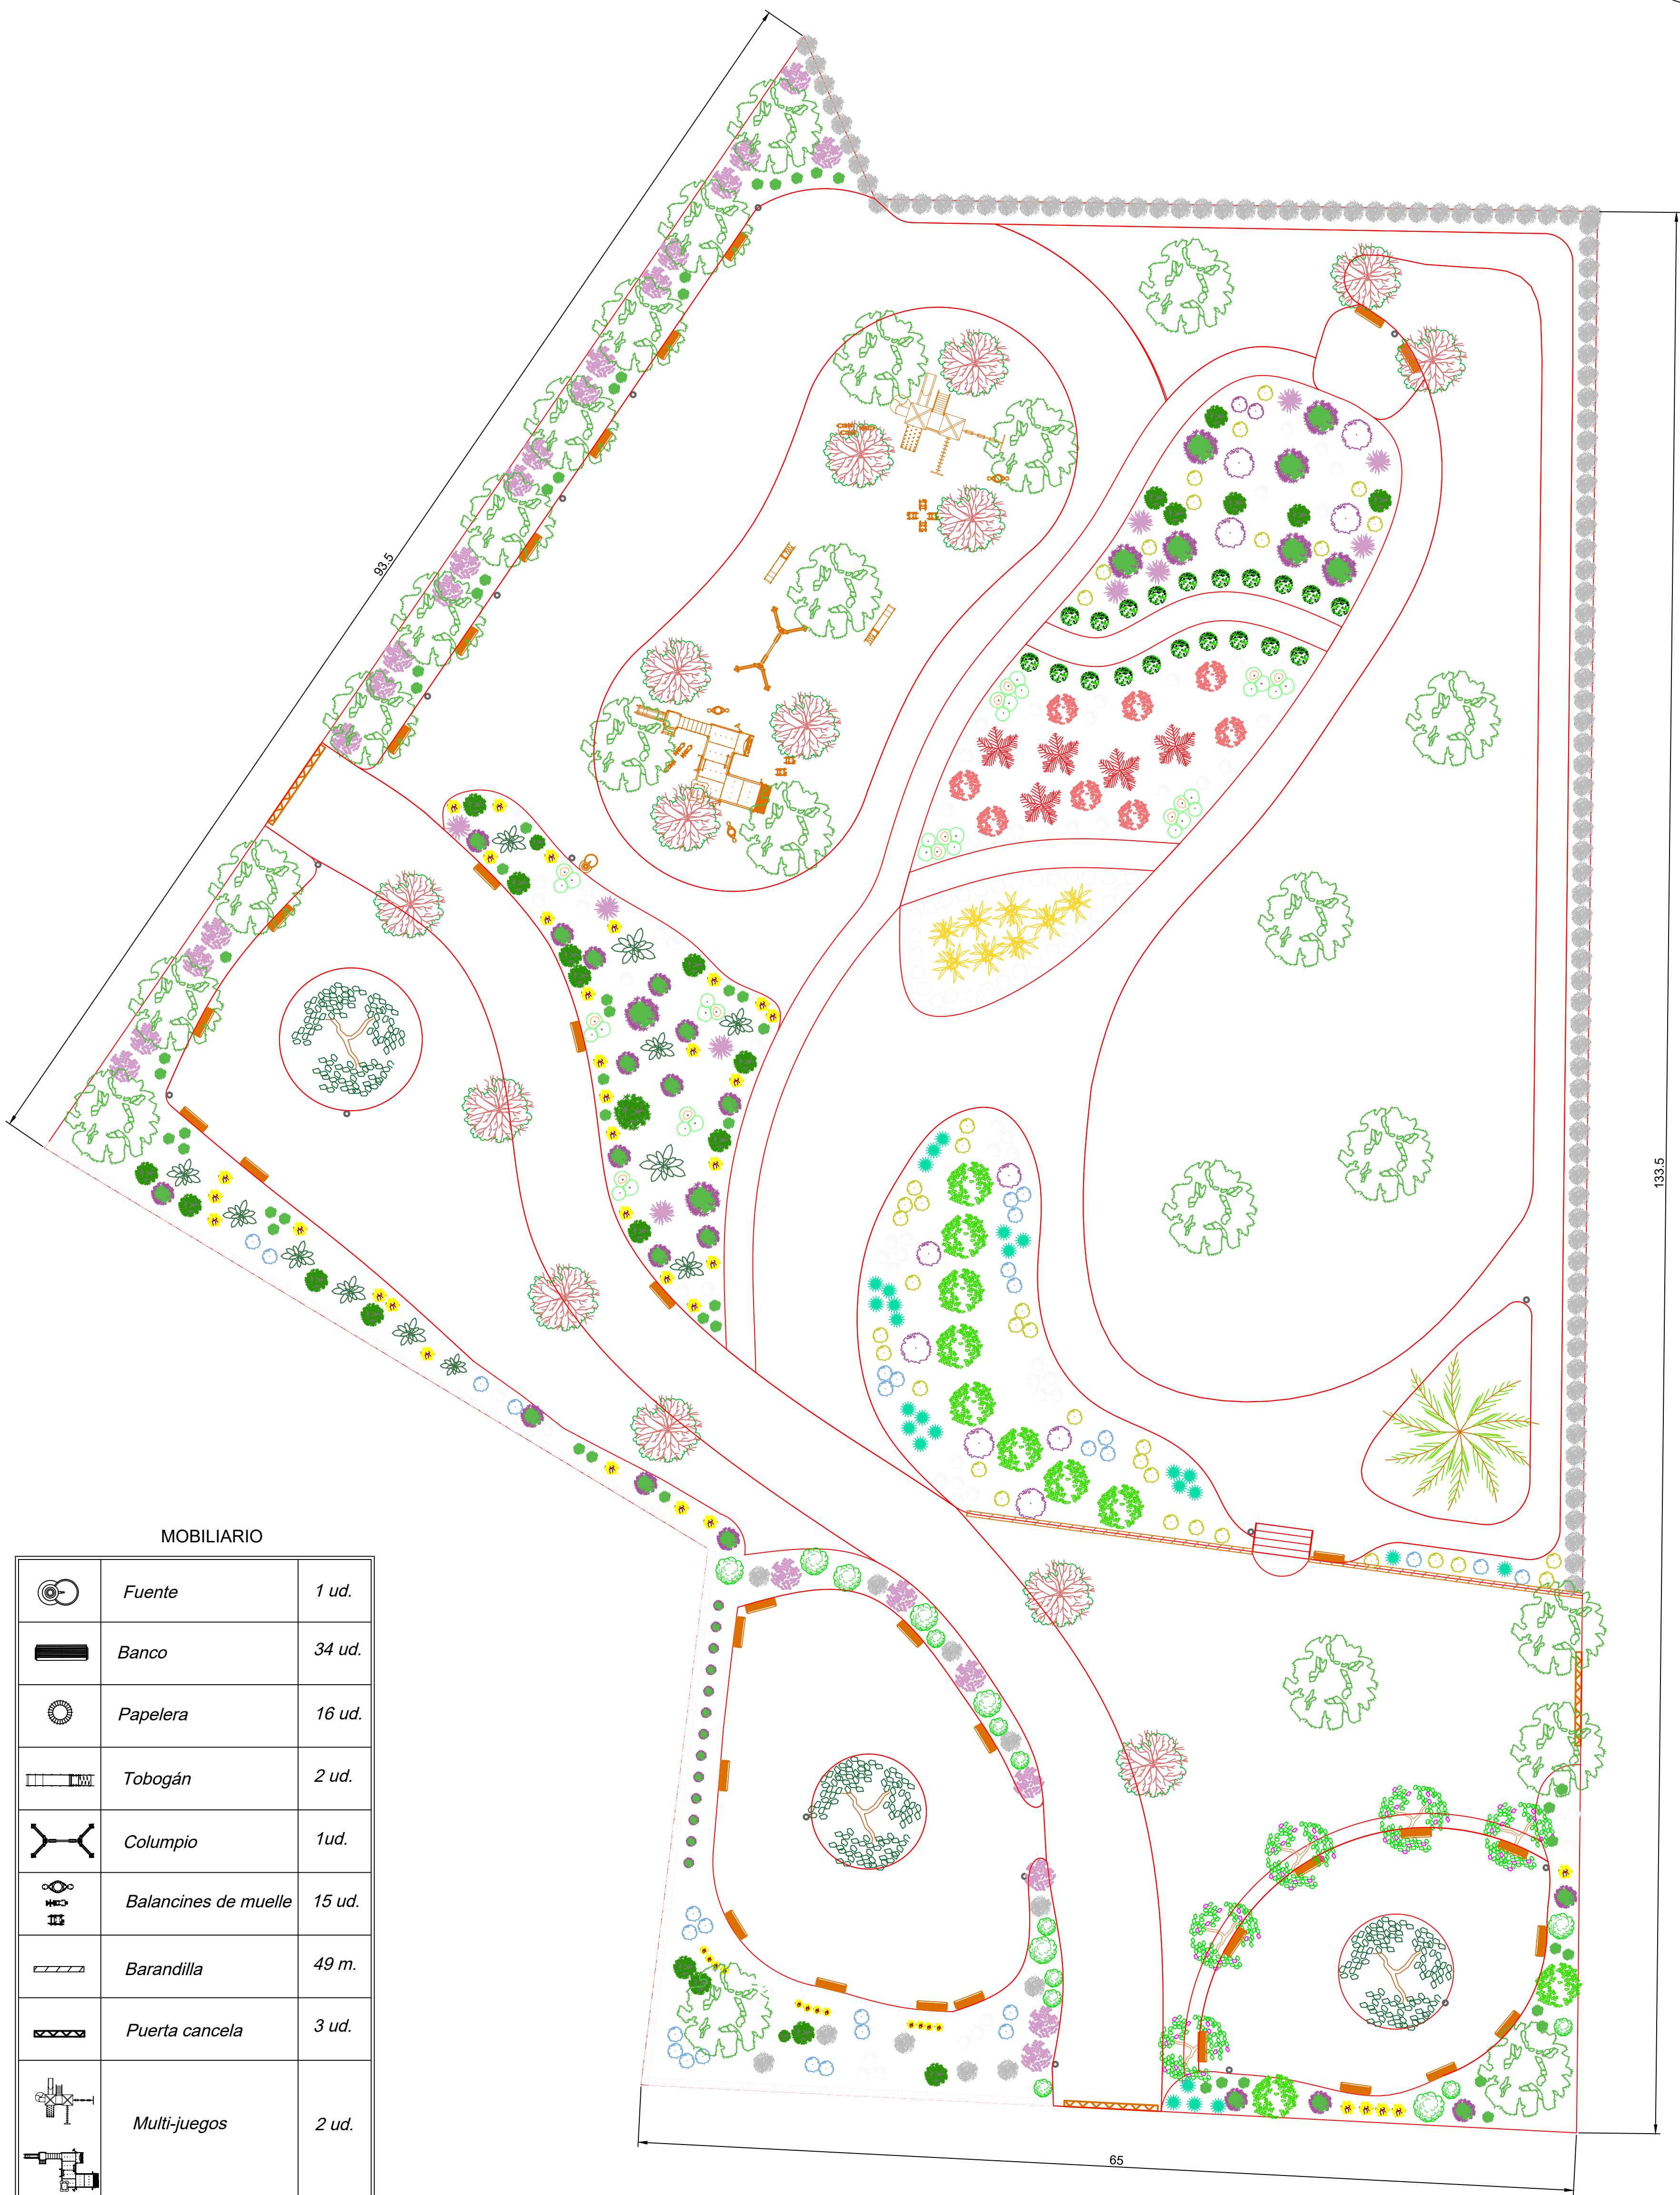 93.5
133.5
MOBILIARIO
Fuente 1 ud.
Banco 34 ud.
Papelera 16 ud.
Tobogán 2 ud.
Columpio 1ud.
Balancines de muelle 15 ud.
Barandilla 49 m.
Puerta cancela 3 ud.
Multi-juegos 2 ud.
65